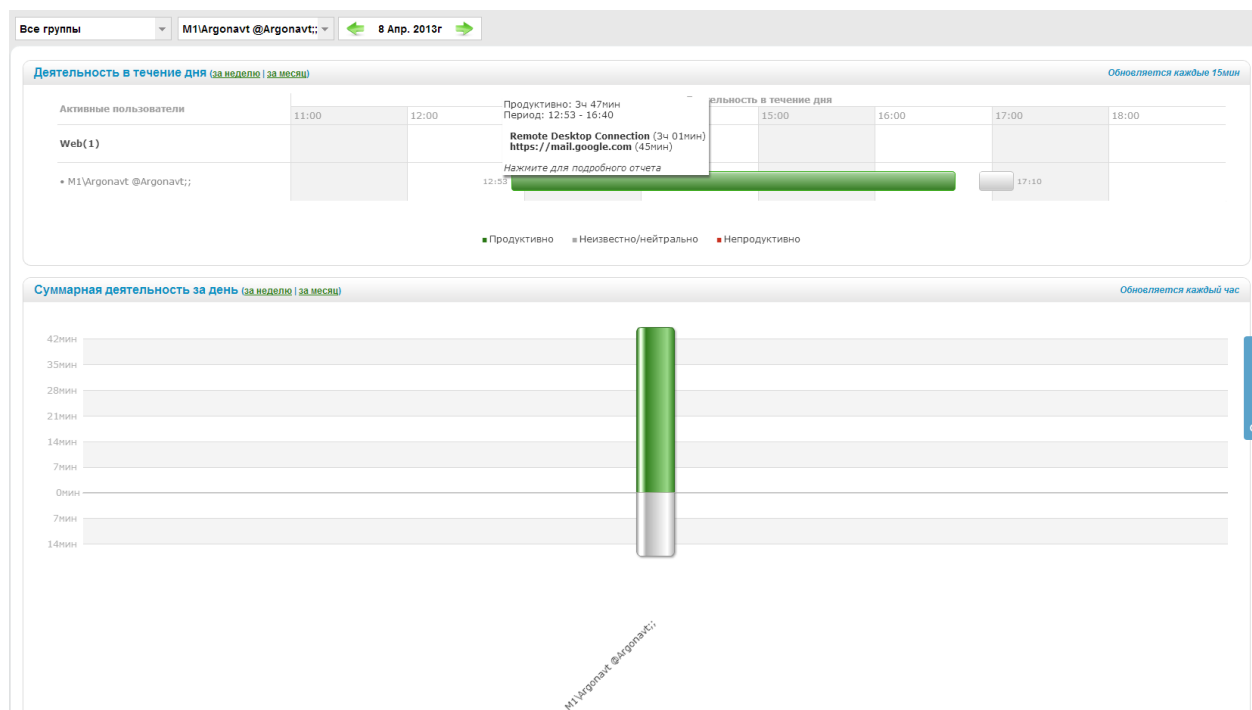 Все группы
M1\Argonavt @Argonavt;;
8 Апр. 2013г
Деятельность в течение дня (за неделю | за месяц)
Обновляется каждые 15мин
Активные пользователи
ельность в течение дня
11:00
12:00
15:00
16:00
17:00
18:00
Продуктивно: 3ч 47мин
Период: 12:53 - 16:40
Remote Desktop Connection (3ч 01мин)
https://mail.google.com (45мин)
Нажмите для подробного отчета
Web(1)
• M1\Argonavt @Argonavt;;
12:53
17:10
Продуктивно
Неизвестно/нейтрально
Непродуктивно
Суммарная деятельность за день (за неделю | за месяц)
Обновляется каждый час
42мин
35мин
28мин
21мин
14мин
7мин
0мин
7мин
14мин
M1\Argonavt @Argonavt;;